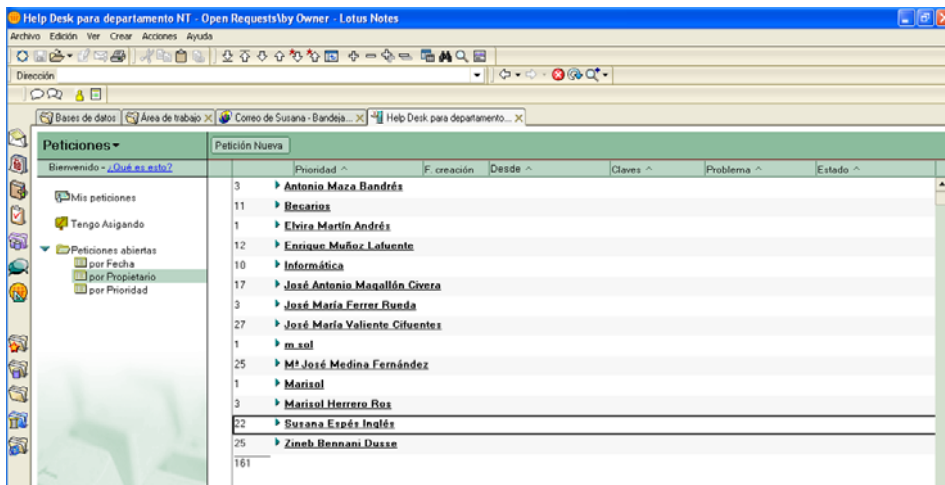 Help Desk para departamento NT - Open Requests\by Owner - Lotus Notes
Archivo Edición Ver Crear Acciones Ayuda
Dirección
Bases de datos Área de trabajo Correo de Susana - Bandeja... Help Desk para departamento...
Peticiones
Petición Nueva
Bienvenido - ¿Qué es esto?
Prioridad F. creación Desde Claves Problema Estado
Mis peticiones
Tengo Asigando
Peticiones abiertas
por Fecha
por Propietario
por Prioridad
3 Antonio Maza Bandrés
11 Becarios
1 Elvira Martín Andrés
12 Enrique Muñoz Lafuente
10 Informática
17 José Antonio Magallón Civera
3 José María Ferrer Rueda
27 José María Valiente Cifuentes
1 m sol
25 Mª José Medina Fernández
1 Marisol
3 Marisol Herrero Ros
22 Susana Espés Inglés
25 Zineb Bennani Dusse
161